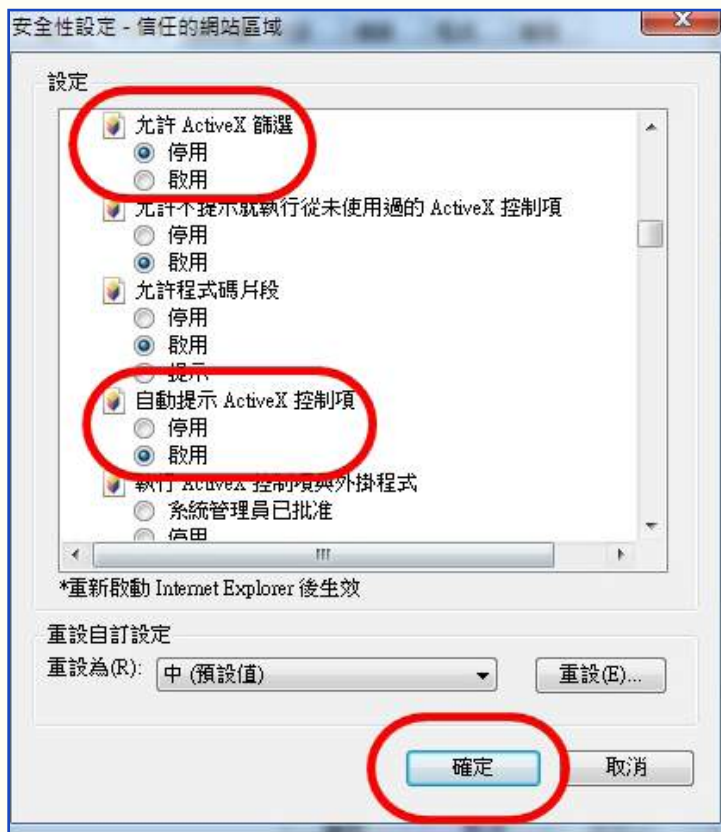 安全性設定 - 信任的網站區域
設定
允許 ActiveX 篩選
停用
啟用
允許不提示就執行從未使用過的 ActiveX 控制項
停用
啟用
允許程式碼片段
停用
啟用
提示
自動提示 ActiveX 控制項
停用
啟用
執行 ActiveX 控制項與外掛程式
系統管理員已批准
停用
*重新啟動 Internet Explorer 後生效
重設自訂設定
重設為(R): 中 (預設值) 重設(E)...
確定 取消